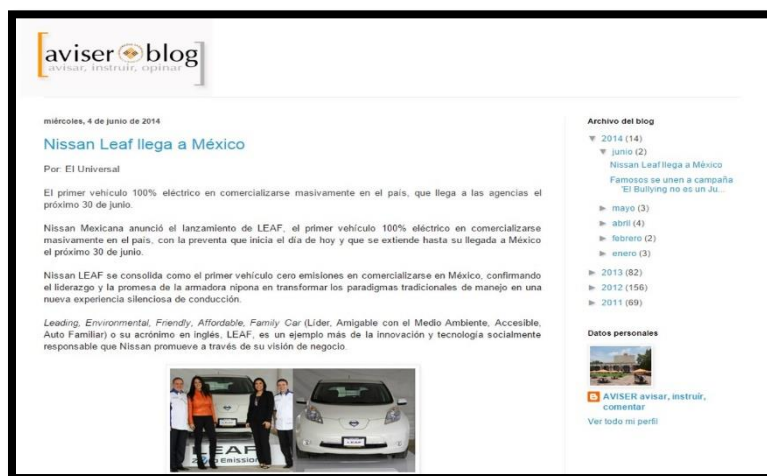 aviser blog
avisar, instruir, opinar
miércoles, 4 de junio de 2014
Nissan Leaf llega a México
Por: El Universal
El primer vehículo 100% eléctrico en comercializarse masivamente en el país, que llega a las agencias el
próximo 30 de junio.
Nissan Mexicana anunció el lanzamiento de LEAF, el primer vehículo 100% eléctrico en comercializarse
masivamente en el país, con la preventa que inicia el día de hoy y que se extiende hasta su llegada a México
el próximo 30 de junio.
Nissan LEAF se consolida como el primer vehículo cero emisiones en comercializarse en México, confirmando
el liderazgo y la promesa de la armadora nipona en transformar los paradigmas tradicionales de manejo en una
nueva experiencia silenciosa de conducción.
Leading, Environmental, Friendly, Affordable, Family Car (Líder, Amigable con el Medio Ambiente, Accesible,
Auto Familiar) o su acrónimo en inglés, LEAF, es un ejemplo más de la innovación y tecnología socialmente
responsable que Nissan promueve a través de su visión de negocio.
LEAF
Zero Emission
LEAF
Archivo del blog
▼ 2014 (14)
▼ junio (2)
Nissan Leaf llega a México
Famosos se unen a campaña
'El Bullying no es un Ju...
► mayo (3)
► abril (4)
► febrero (2)
► enero (3)
► 2013 (82)
► 2012 (156)
► 2011 (69)
Datos personales
AVISER avisar, instruir,
comentar
Ver todo mi perfil